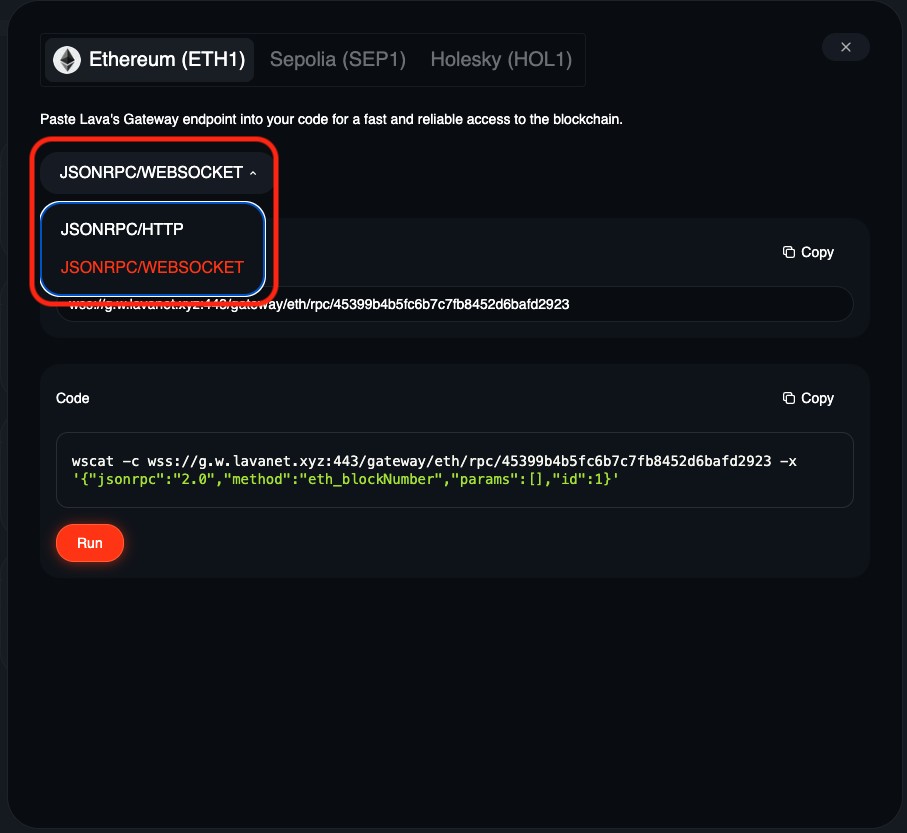 Ethereum (ETH1) Sepolia (SEP1) Holesky (HOL1)
Paste Lava's Gateway endpoint into your code for a fast and reliable access to the blockchain.
JSONRPC/WEBSOCKET
JSONRPC/HTTP
JSONRPC/WEBSOCKET
Copy
wss://g.w.lavanet.xyz:443/gateway/eth/rpc/45399b4b5fc6b7c7fb8452d6bafd2923
Code Copy
wscat -c wss://g.w.lavanet.xyz:443/gateway/eth/rpc/45399b4b5fc6b7c7fb8452d6bafd2923 -x
'{"jsonrpc":"2.0","method":"eth_blockNumber","params":[],"id":1}'
Run